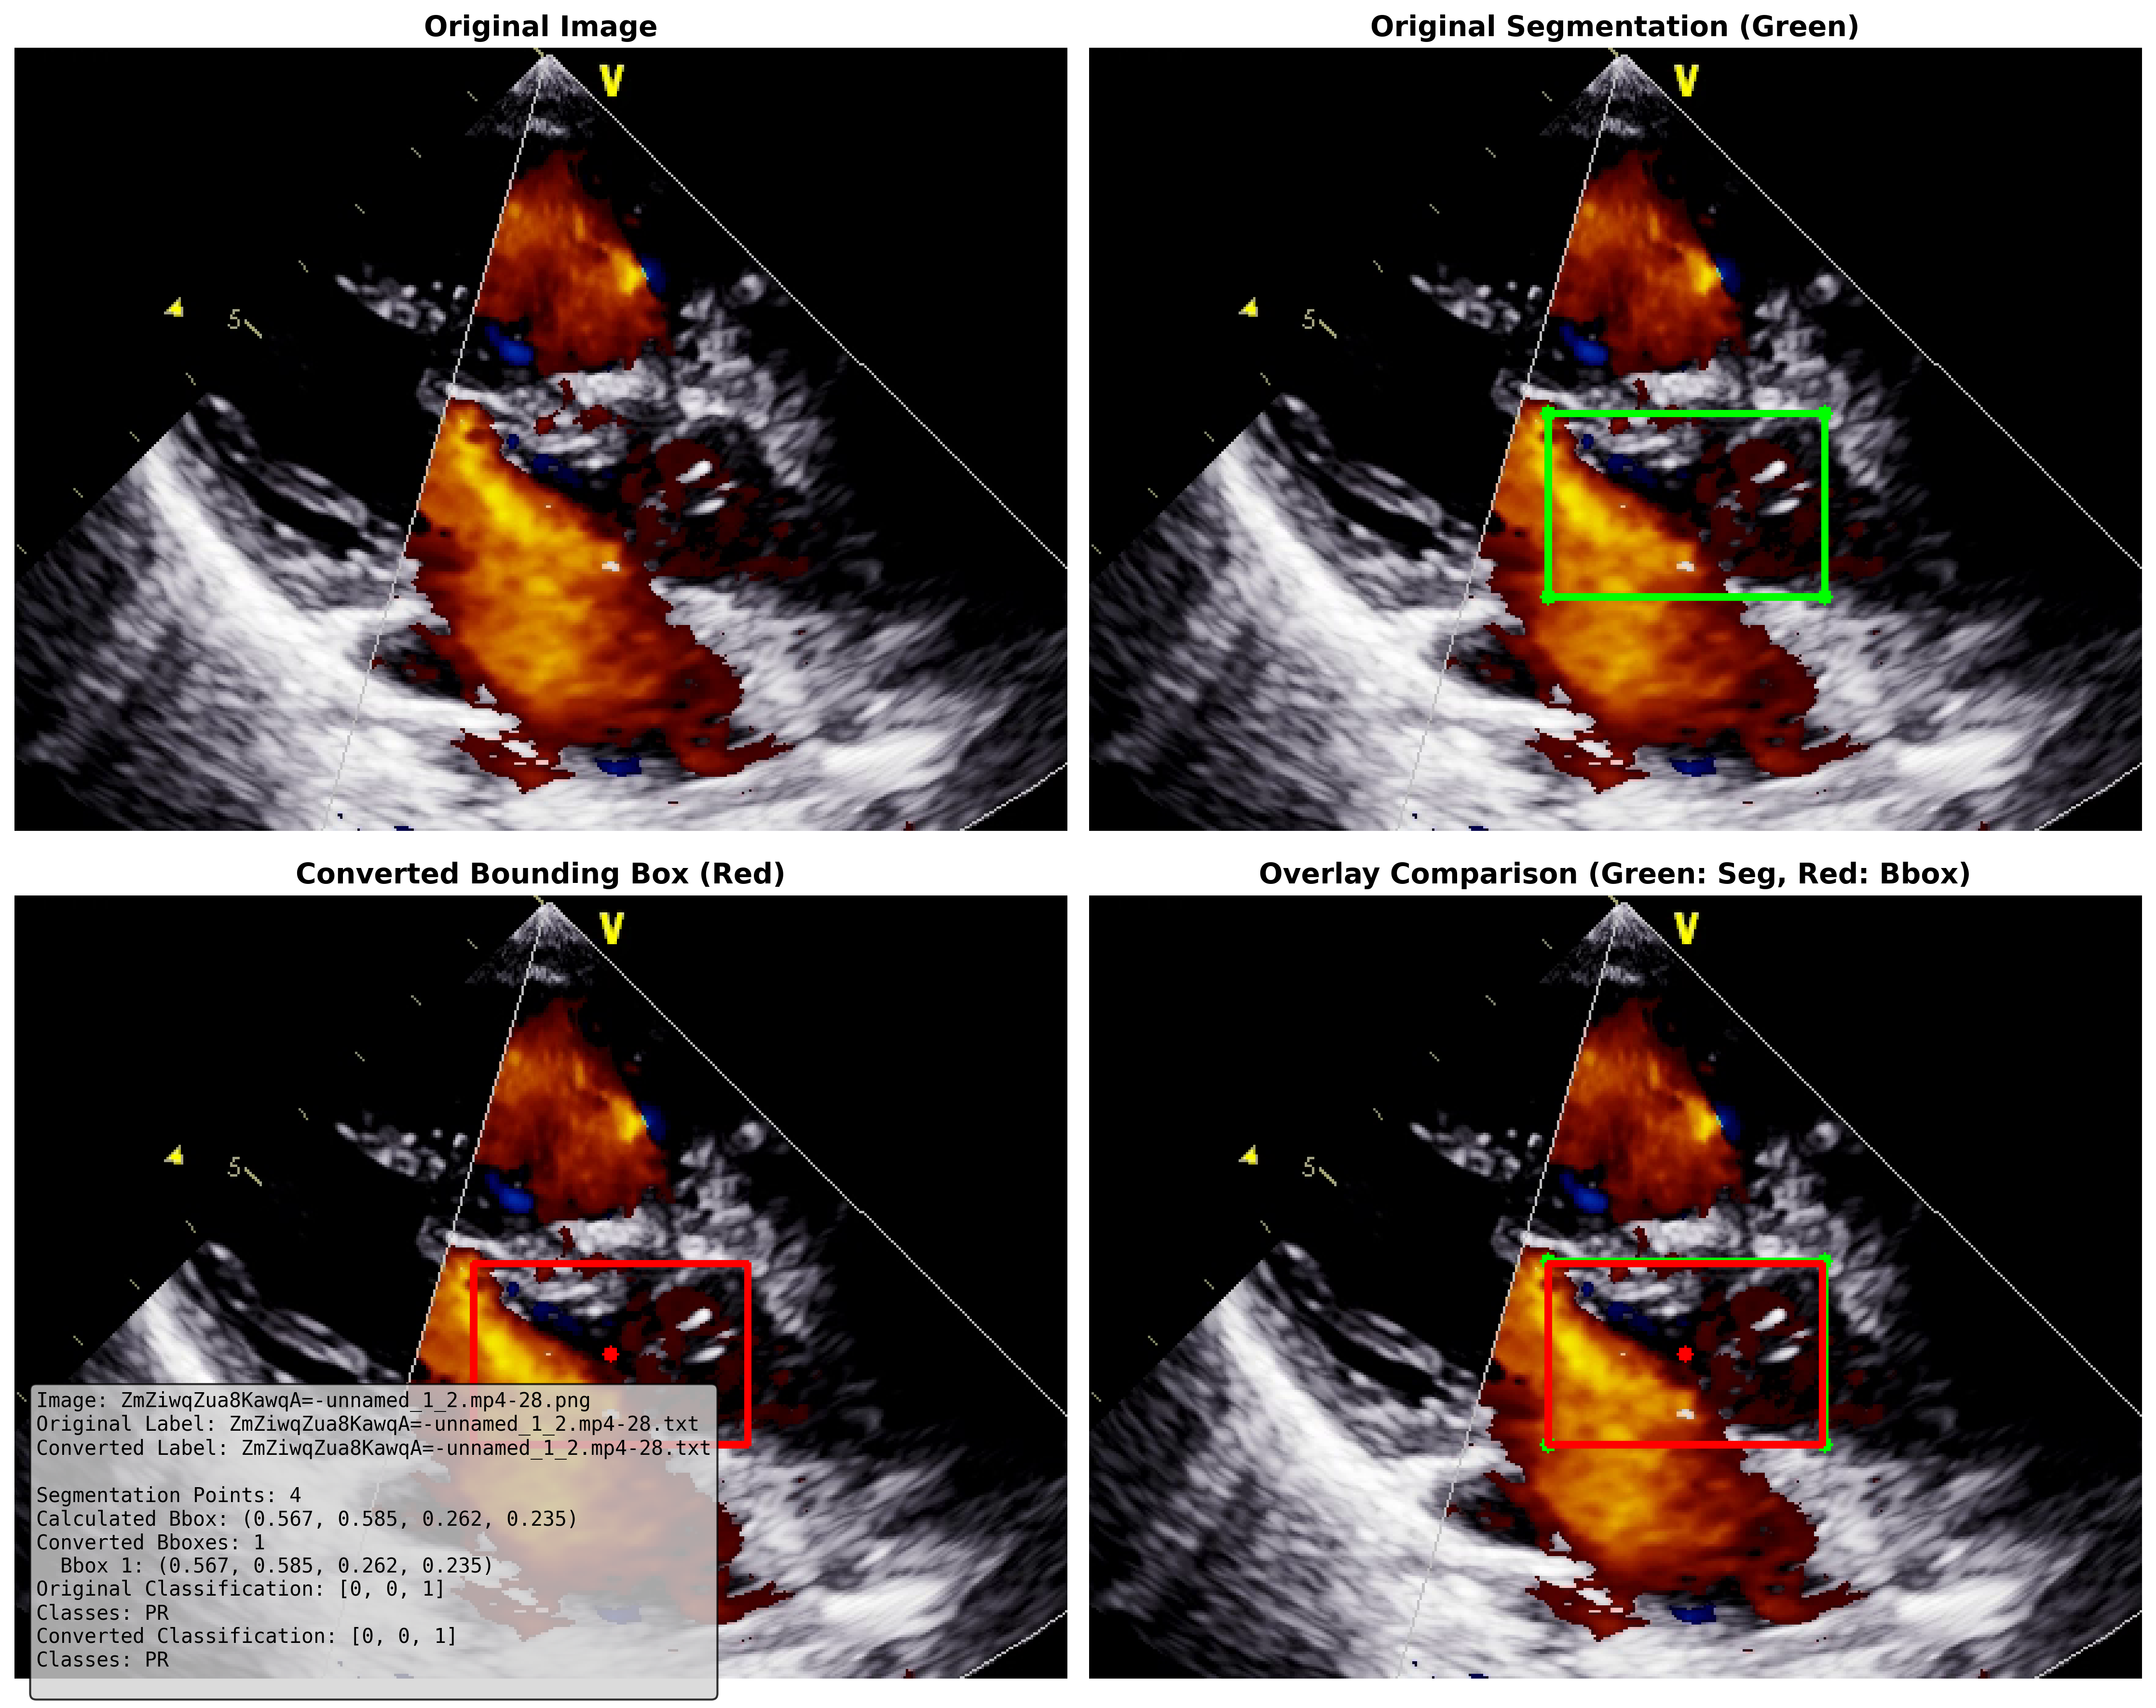 Original Image
Original Segmentation (Green)
V
5
V
5
Converted Bounding Box (Red)
Overlay Comparison (Green: Seg, Red: Bbox)
V
5
V
5
Image: ZmZiwqZua8KawqA=-unnamed_1_2.mp4-28.png
Original Label: ZmZiwqZua8KawqA=-unnamed_1_2.mp4-28.txt
Converted Label: ZmZiwqZua8KawqA=-unnamed_1_2.mp4-28.txt
Segmentation Points: 4
Calculated Bbox: (0.567, 0.585, 0.262, 0.235)
Converted Bboxes: 1
Bbox 1: (0.567, 0.585, 0.262, 0.235)
Original Classification: [0, 0, 1]
Classes: PR
Converted Classification: [0, 0, 1]
Classes: PR